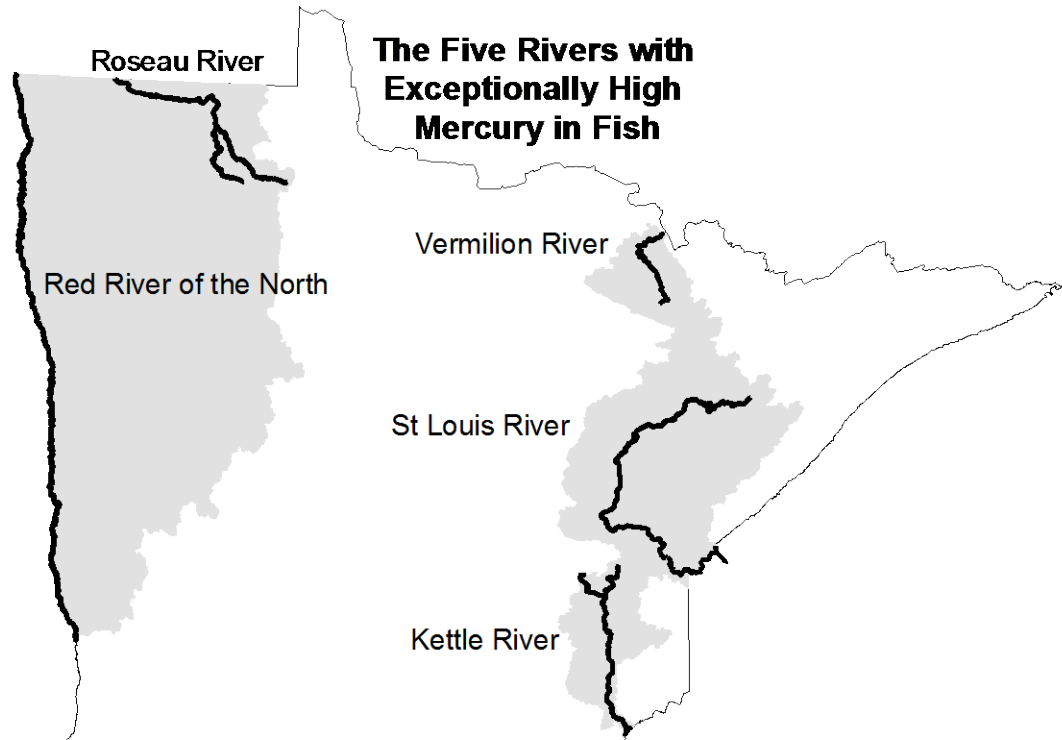 The Five Rivers with
Exceptionally High
Mercury in Fish
Roseau River
Vermilion River
Red River of the North
St Louis River
Kettle River